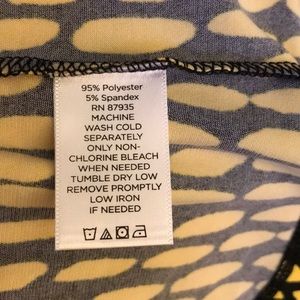 95% Polyester
5% Spandex
RN 87935
MACHINE
WASH COLD
SEPARATELY
ONLY NON-
CHLORINE BLEACH
WHEN NEEDED
TUMBLE DRY LOW
REMOVE PROMPTLY
LOW IRON
IF NEEDED